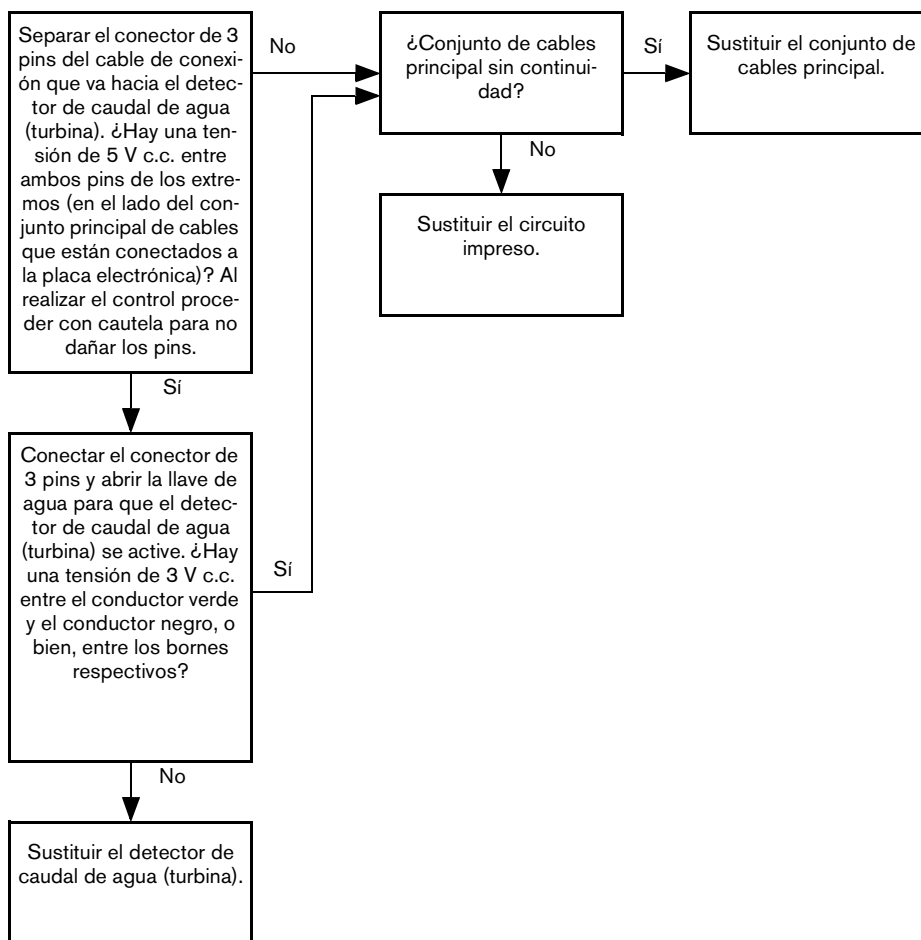 Separar el conector de 3
pins del cable de conexi-
ón que va hacia el detec-
tor de caudal de agua
(turbina). ¿Hay una ten-
sión de 5 V c.c. entre
ambos pins de los extre-
mos (en el lado del con-
junto principal de cables
que están conectados a
la placa electrónica)? Al
realizar el control proce-
der con cautela para no
dañar los pins.
No
¿Conjunto de cables
principal sin continui-
dad?
Sí
Sustituir el conjunto de
cables principal.
No
Sustituir el circuito
impreso.
Sí
Conectar el conector de
3 pins y abrir la llave de
agua para que el detec-
tor de caudal de agua
(turbina) se active. ¿Hay
una tensión de 3 V c.c.
entre el conductor verde
y el conductor negro, o
bien, entre los bornes
respectivos?
Sí
No
Sustituir el detector de
caudal de agua (turbina).